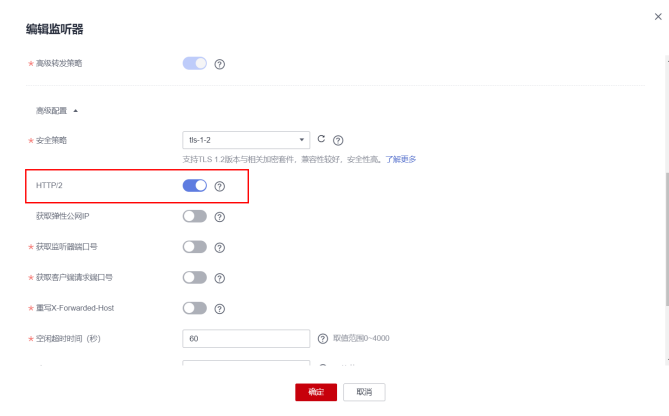 编辑监听器
* 高级转发策略
高级配置
* 安全策略 tls-1-2
支持TLS 1.2版本与相关加密套件，兼容性较好，安全性高。了解更多
HTTP/2
获取弹性公网IP
* 获取监听器端口号
* 获取客户端请求端口号
* 重写X-Forwarded-Host
* 空闲超时时间（秒） 60 取值范围0~4000
确定 取消